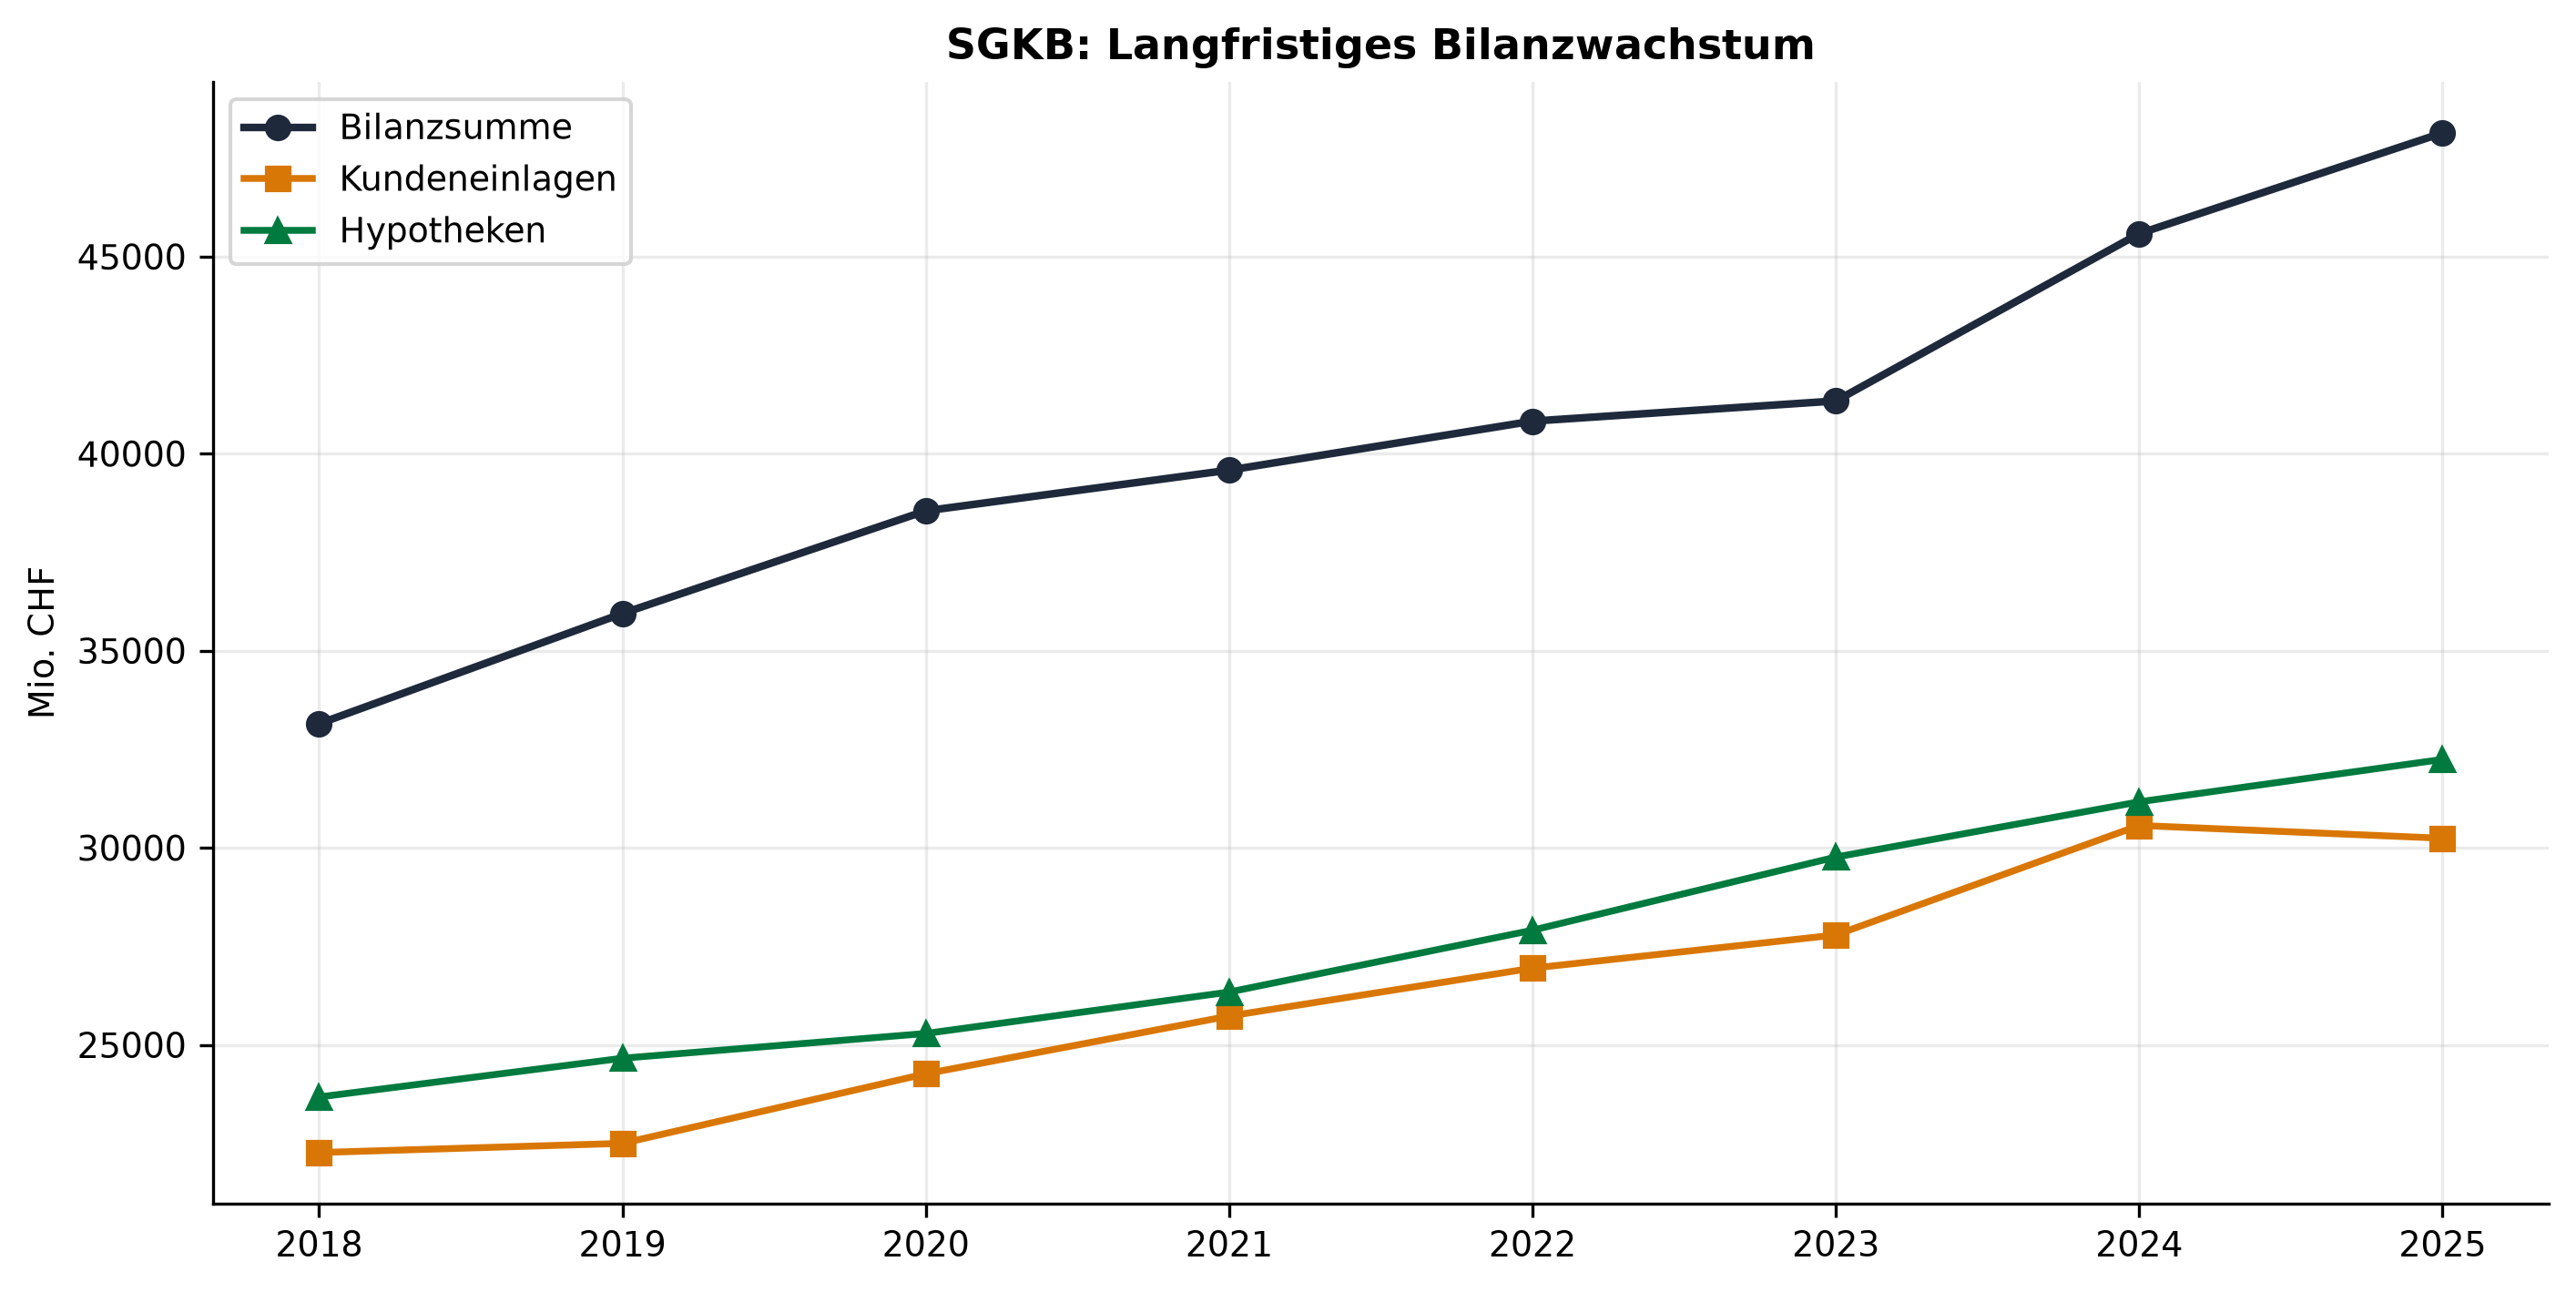 SGKB: Langfristiges Bilanzwachstum
Bilanzsumme
Kundeneinlagen
Hypotheken
Mio. CHF
45000
40000
35000
30000
25000
2018 2019 2020 2021 2022 2023 2024 2025